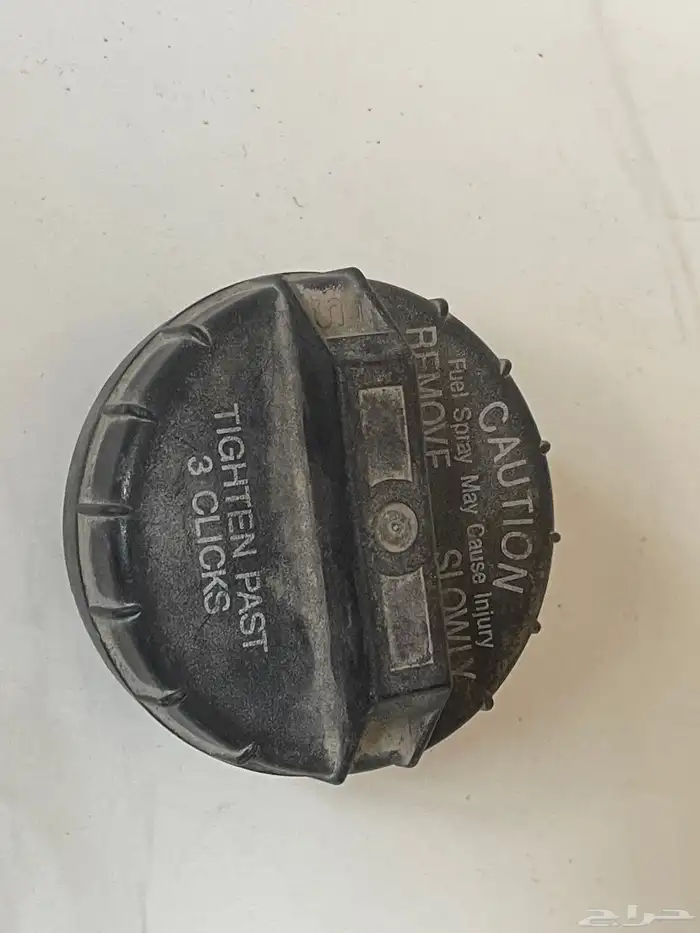 CAUTION
Fuel Spray May Cause Injury
REMOVE SLOWLY
TIGHTEN PAST
3 CLICKS
حراج